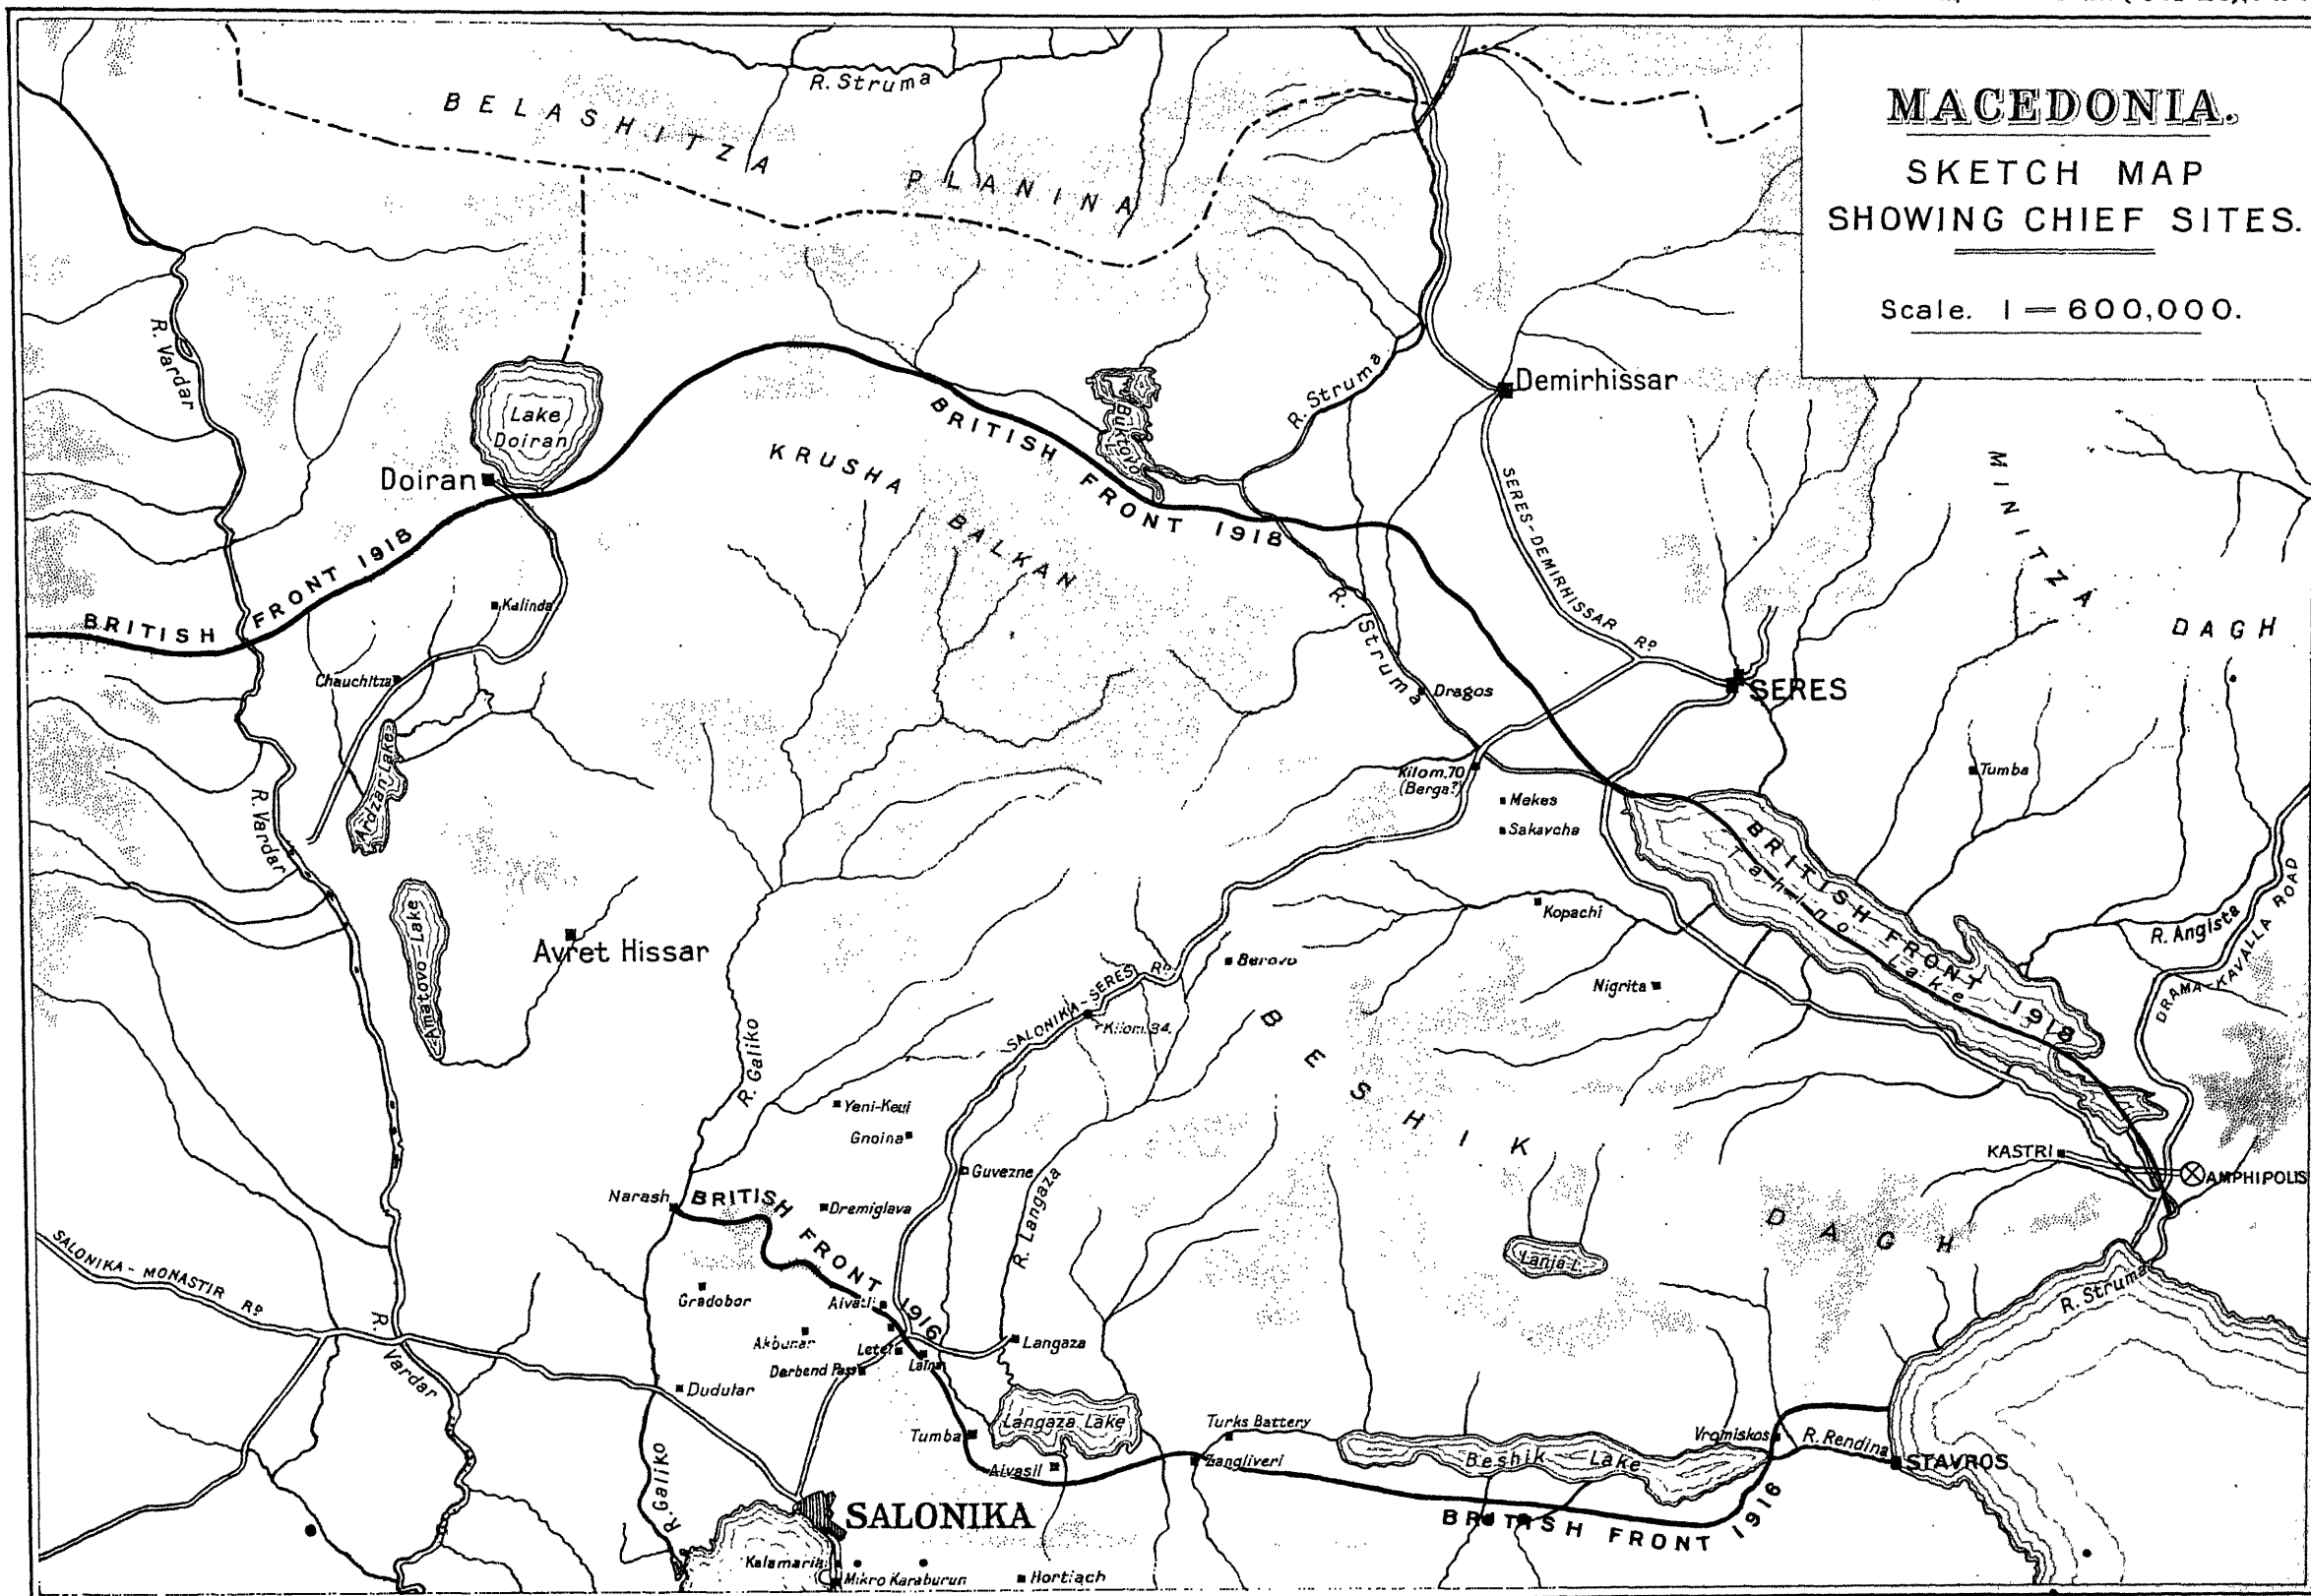 MACEDONIA.
SKETCH MAP
SHOWING CHIEF SITES.
Scale. 1 = 600,000.
R. Struma
BELASHITZA
PLANINA
R. Vardar
Lake
Doiran
Doiran
BRITISH FRONT 1918
KRUSHA
BALKAN
BRITISH FRONT 1918
Butkovo
R. Struma
Demirhissar
SERES-DEMIRHISSAR Rᴼ
MINITZA
DAGH
Kalinda
Chauchitza
R. Struma
Dragos
SERES
Ardzan Lake
R. Vardar
Kilom. 70
(Berga?)
Mekes
Sakavcha
Tumba
BRITISH FRONT 1918
Tahino Lake
Amatovo Lake
Avret Hissar
Kopachi
Nigrita
R. Angista
DRAMA-KAVALLA ROAD
Berovo
SALONIKA-SERES Rᴼ
Kilom. 34.
BESHIK
DAGH
R. Galiko
Yeni-Keui
Gnoina
Guvezne
R. Langaza
KASTRI
AMPHIPOLIS
Narash
BRITISH FRONT 1916
Dremiglava
SALONIKA-MONASTIR Rᴼ
Gradobor
Aivatli
Akbunar
Lete
Laina
Langaza
Derbend Pass
Lanja L.
R. Struma
R. Vardar
Dudular
Langaza Lake
Turks Battery
Tumba
Aivasil
Zangliveri
Beshik Lake
Vromiskos
R. Rendina
STAVROS
R. Galiko
SALONIKA
BRITISH FRONT 1916
Kalamaria
Mikro Karaburun
Hortiach